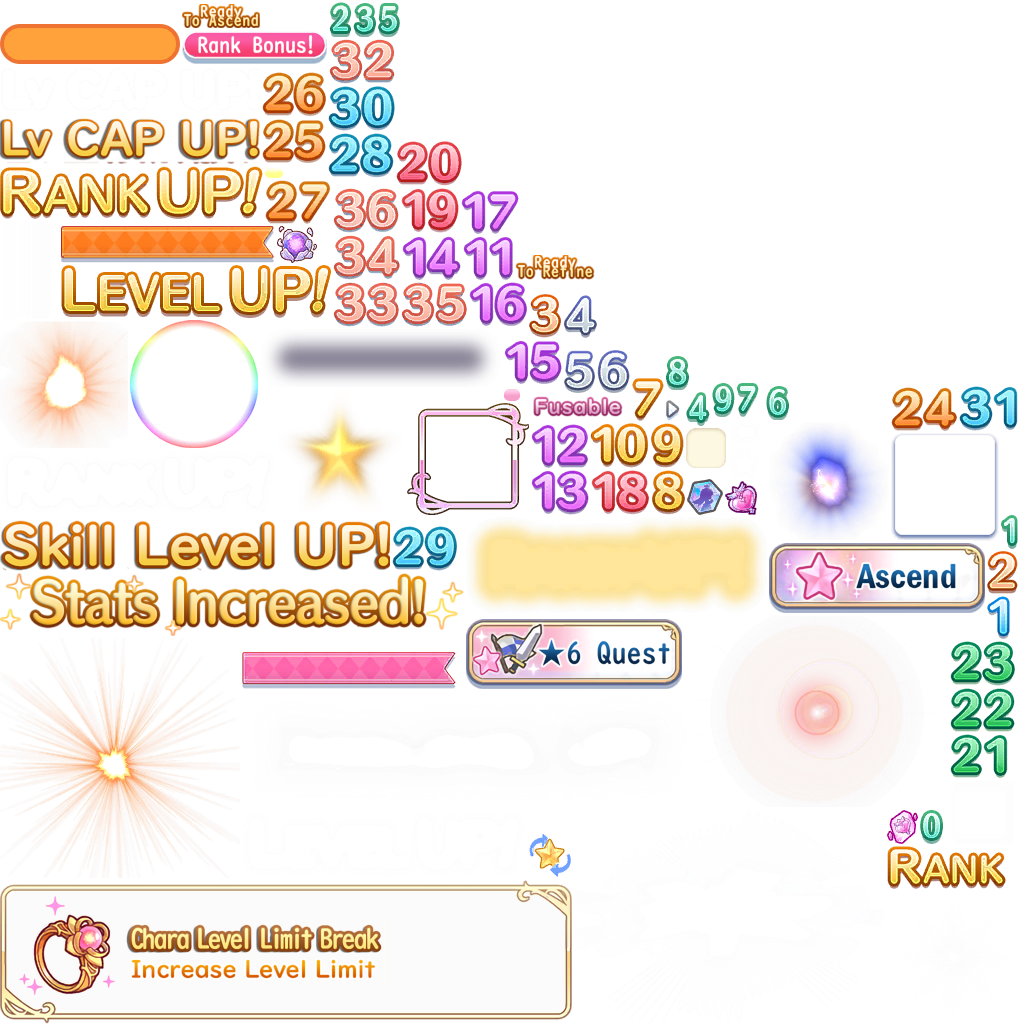 Ready
To Ascend
235
Rank Bonus!
32
26
30
Lv CAP UP!
25
28
20
RANK UP!
27
36
19
17
34
14
11
Ready
To Refine
LEVEL UP!
33
35
16
3
4
15
5
6
8
7
4
9
7
6
Fusable
24
31
12
10
9
13
18
8
Skill Level UP!
29
1
Ascend
2
Stats Increased!
1
★6 Quest
23
22
21
0
RANK
Chara Level Limit Break
Increase Level Limit